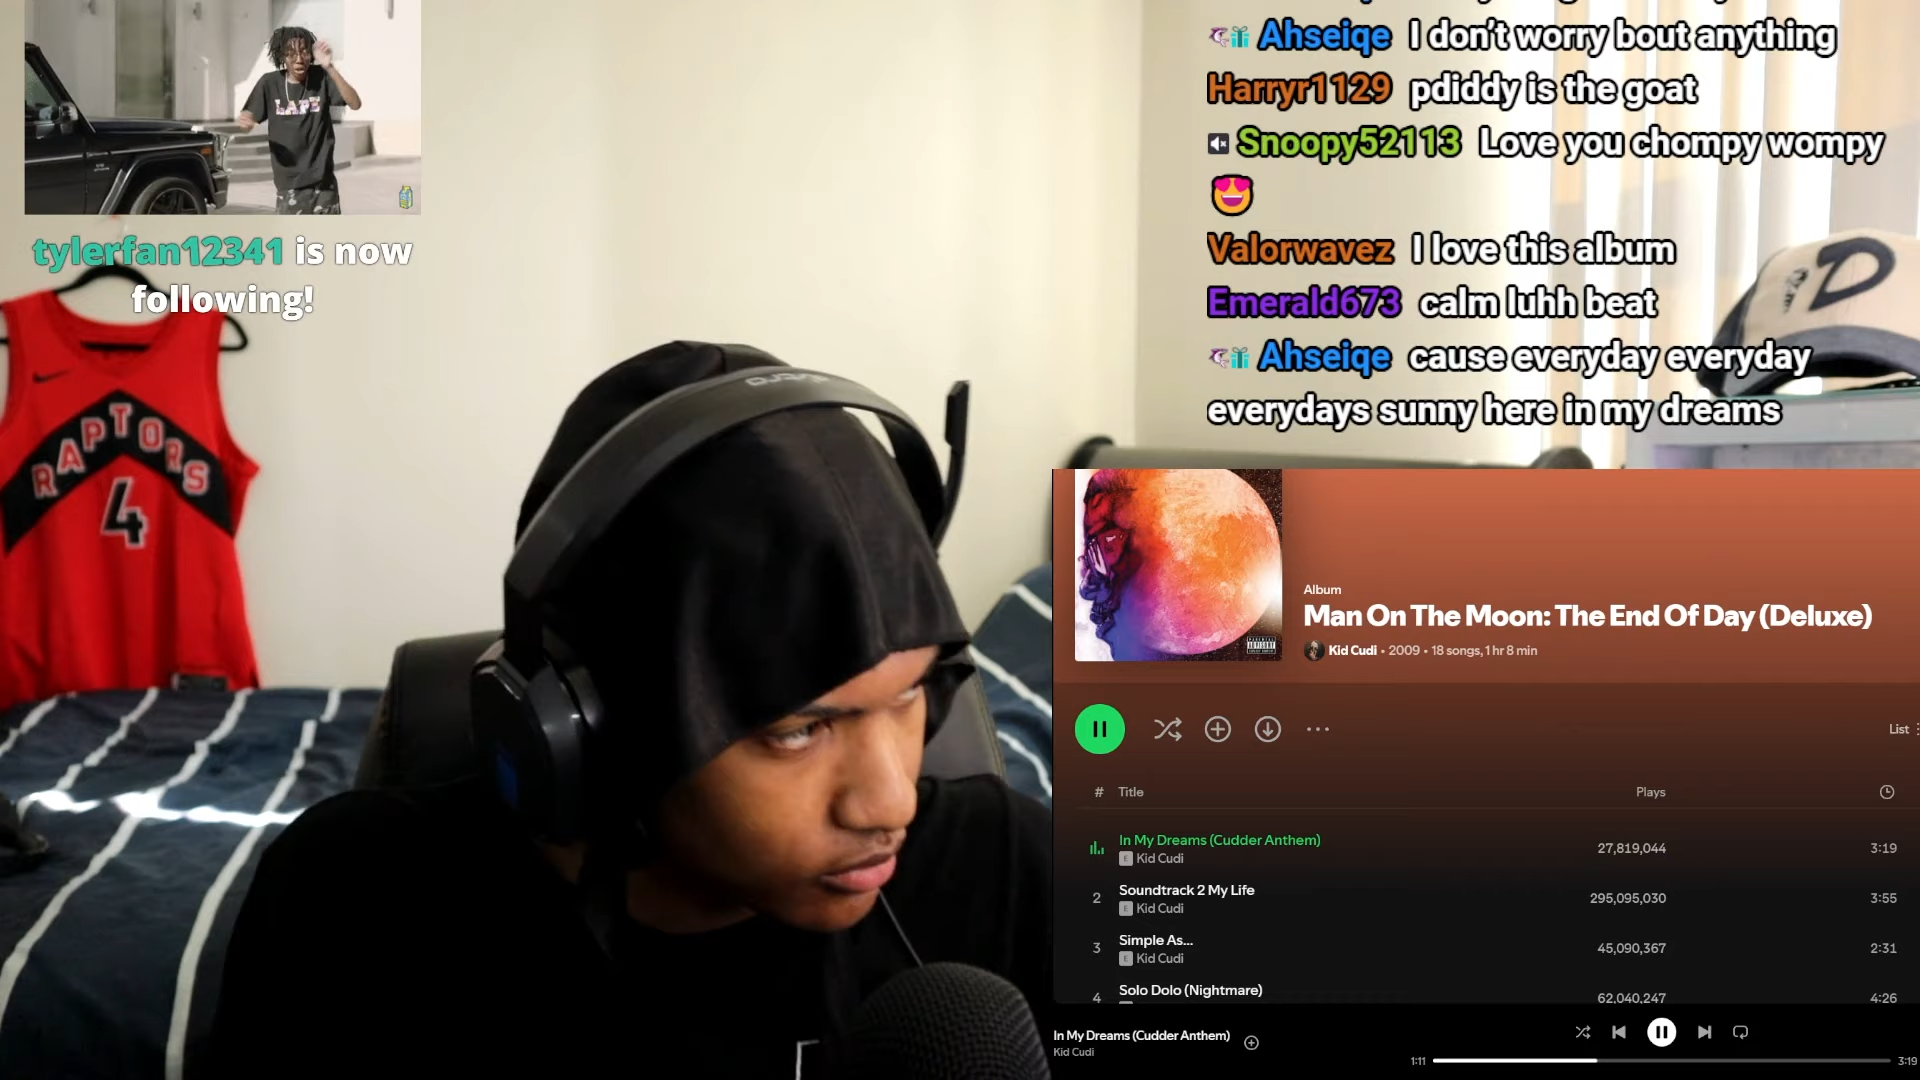 LAFE
tylerfan12341 is now
following!
RAPTORS
4
Ahseiqe I don't worry bout anything
Harryr1129 pdiddy is the goat
Snoopy52113 Love you chompy wompy
Valorwavez I love this album
Emerald673 calm luhh beat
Ahseiqe cause everyday everyday
everydays sunny here in my dreams
Album
Man On The Moon: The End Of Day (Deluxe)
Kid Cudi • 2009 • 18 songs, 1 hr 8 min
List
# Title Plays
In My Dreams (Cudder Anthem) 27,819,044 3:19
E Kid Cudi
2 Soundtrack 2 My Life 295,095,030 3:55
E Kid Cudi
3 Simple As... 45,090,367 2:31
E Kid Cudi
4 Solo Dolo (Nightmare) 62,040,247 4:26
In My Dreams (Cudder Anthem)
Kid Cudi
1:11 3:19